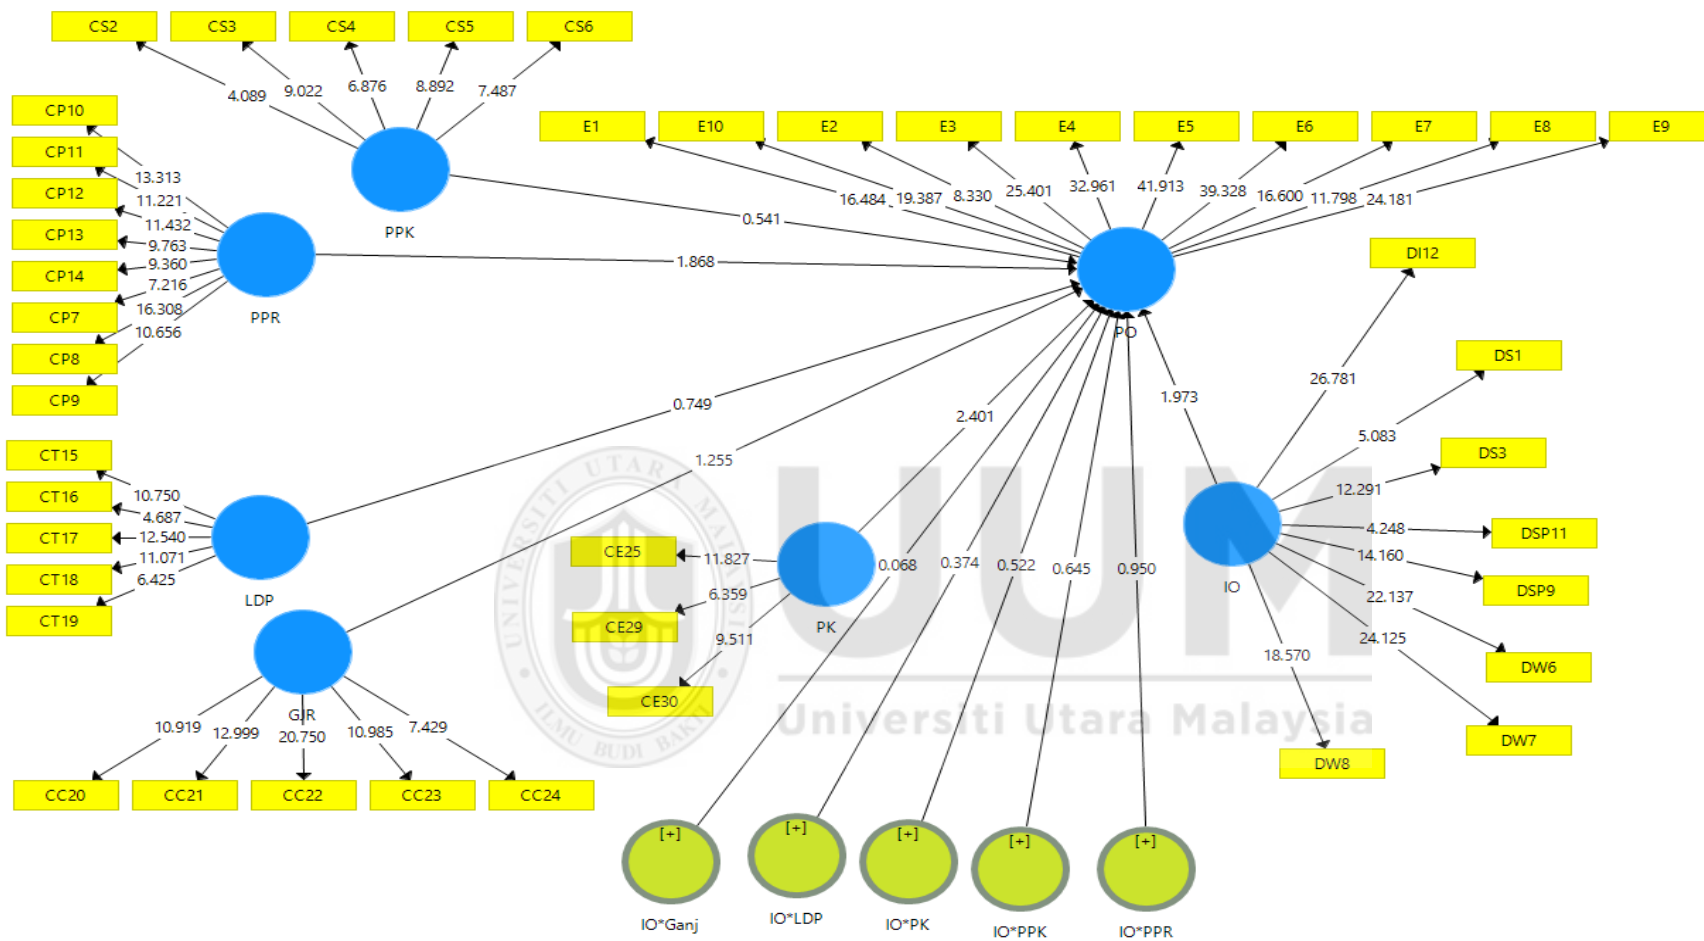 CS2
CS3
CS4
CS5
CS6
4.089
9.022
6.876
8.892
7.487
PPK
CP10
CP11
CP12
CP13
CP14
CP7
CP8
CP9
13.313
11.221
11.432
9.763
9.360
7.216
16.308
10.656
PPR
E1
E10
E2
E3
E4
E5
E6
E7
E8
E9
16.484
19.387
8.330
25.401
32.961
41.913
39.328
16.600
11.798
24.181
0.541
1.868
PO
DI12
DS1
DS3
DSP11
DSP9
DW6
DW7
DW8
26.781
5.083
12.291
4.248
14.160
22.137
24.125
18.570
1.973
IO
0.749
1.255
2.401
CT15
CT16
CT17
CT18
CT19
10.750
4.687
12.540
11.071
6.425
LDP
CE25
CE29
CE30
11.827
6.359
9.511
PK
0.068
0.374
0.522
0.645
0.950
GJR
10.919
12.999
20.750
10.985
7.429
CC20
CC21
CC22
CC23
CC24
[+]
[+]
[+]
[+]
[+]
IO*Ganj
IO*LDP
IO*PK
IO*PPK
IO*PPR
UNIVERSITI UTARA MALAYSIA
ILMU BUDI BAKTI
UUM
Universiti Utara Malaysia